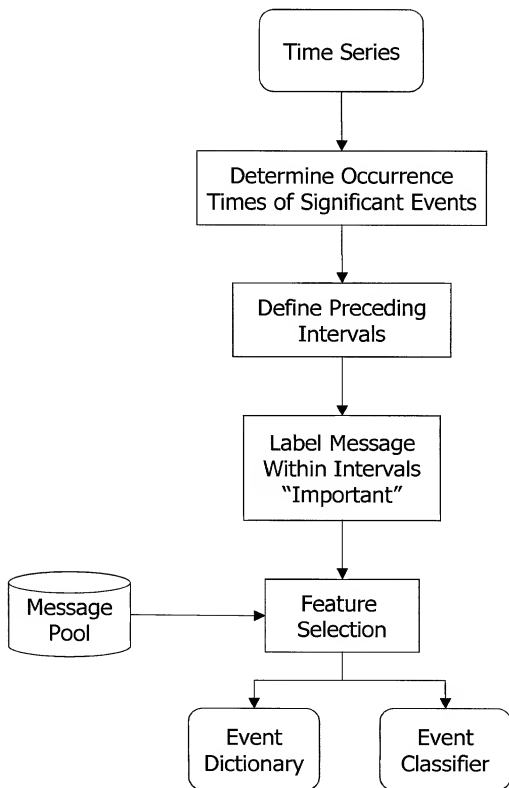 Time Series
Determine Occurrence
Times of Significant Events
Define Preceding
Intervals
Label Message
Within Intervals
“Important”
Message
Pool
Feature
Selection
Event
Dictionary
Event
Classifier